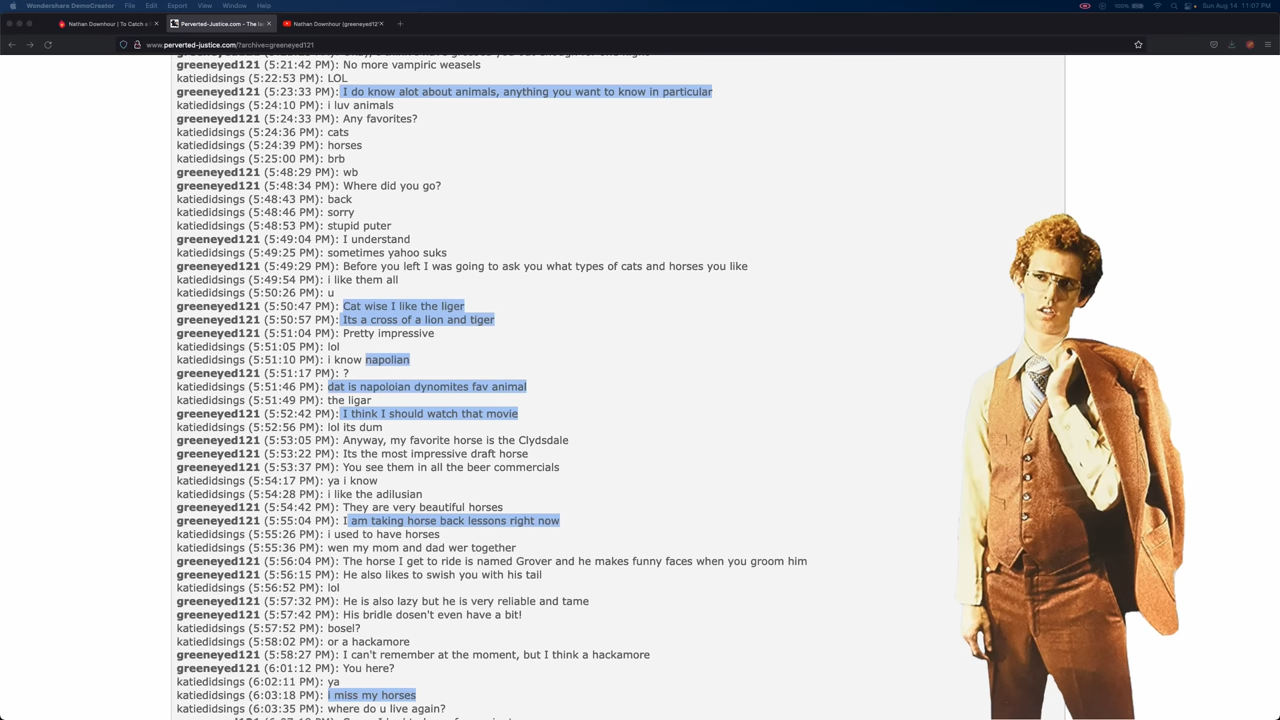 Wondershare DemoCreator File Edit Export View Window Help 100% Sun Aug 14 11:07 PM
Nathan Downhour | To Catch a Perverted-Justice.com - The le Nathan Downhour (greeneyed12
www.perverted-justice.com/?archive=greeneyed121
greeneyed121 (5:21:42 PM): No more vampiric weasels
katiedidsings (5:22:53 PM): LOL
greeneyed121 (5:23:33 PM): I do know alot about animals, anything you want to know in particular
katiedidsings (5:24:10 PM): i luv animals
greeneyed121 (5:24:33 PM): Any favorites?
katiedidsings (5:24:36 PM): cats
katiedidsings (5:24:39 PM): horses
katiedidsings (5:25:00 PM): brb
greeneyed121 (5:48:29 PM): wb
greeneyed121 (5:48:34 PM): Where did you go?
katiedidsings (5:48:43 PM): back
katiedidsings (5:48:46 PM): sorry
katiedidsings (5:48:53 PM): stupid puter
greeneyed121 (5:49:04 PM): I understand
katiedidsings (5:49:25 PM): sometimes yahoo suks
greeneyed121 (5:49:29 PM): Before you left I was going to ask you what types of cats and horses you like
katiedidsings (5:49:54 PM): i like them all
katiedidsings (5:50:26 PM): u
greeneyed121 (5:50:47 PM): Cat wise I like the liger
greeneyed121 (5:50:57 PM): Its a cross of a lion and tiger
greeneyed121 (5:51:04 PM): Pretty impressive
katiedidsings (5:51:05 PM): lol
katiedidsings (5:51:10 PM): i know napolian
greeneyed121 (5:51:17 PM): ?
katiedidsings (5:51:46 PM): dat is napoloian dynomites fav animal
katiedidsings (5:51:49 PM): the ligar
greeneyed121 (5:52:42 PM): I think I should watch that movie
katiedidsings (5:52:56 PM): lol its dum
greeneyed121 (5:53:05 PM): Anyway, my favorite horse is the Clydsdale
greeneyed121 (5:53:22 PM): Its the most impressive draft horse
greeneyed121 (5:53:37 PM): You see them in all the beer commercials
katiedidsings (5:54:17 PM): ya i know
katiedidsings (5:54:28 PM): i like the adilusian
greeneyed121 (5:54:42 PM): They are very beautiful horses
greeneyed121 (5:55:04 PM): I am taking horse back lessons right now
katiedidsings (5:55:26 PM): i used to have horses
katiedidsings (5:55:36 PM): wen my mom and dad wer together
greeneyed121 (5:56:04 PM): The horse I get to ride is named Grover and he makes funny faces when you groom him
greeneyed121 (5:56:15 PM): He also likes to swish you with his tail
katiedidsings (5:56:52 PM): lol
greeneyed121 (5:57:32 PM): He is also lazy but he is very reliable and tame
greeneyed121 (5:57:42 PM): His bridle dosen't even have a bit!
katiedidsings (5:57:52 PM): bosel?
katiedidsings (5:58:02 PM): or a hackamore
greeneyed121 (5:58:27 PM): I can't remember at the moment, but I think a hackamore
greeneyed121 (6:01:12 PM): You here?
katiedidsings (6:02:11 PM): ya
katiedidsings (6:03:18 PM): i miss my horses
katiedidsings (6:03:35 PM): where do u live again?